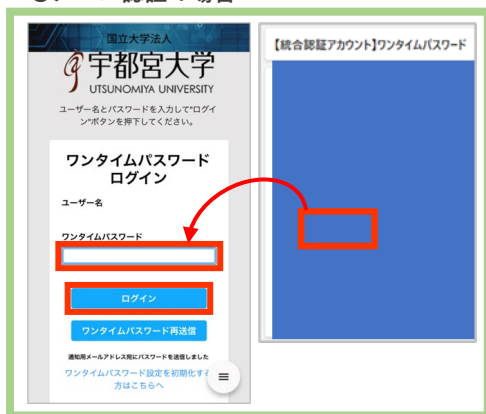 国立大学法人
宇都宮大学
UTSUNOMIYA UNIVERSITY
ユーザー名とパスワードを入力して"ログイ
ン"ボタンを押下してください。
ワンタイムパスワード
ログイン
ユーザー名
ワンタイムパスワード
ログイン
ワンタイムパスワード再送信
通知用メールアドレス宛にパスワードを送信しました
ワンタイムパスワード設定を初期化する
方はこちらへ
【統合認証アカウント】ワンタイムパスワード